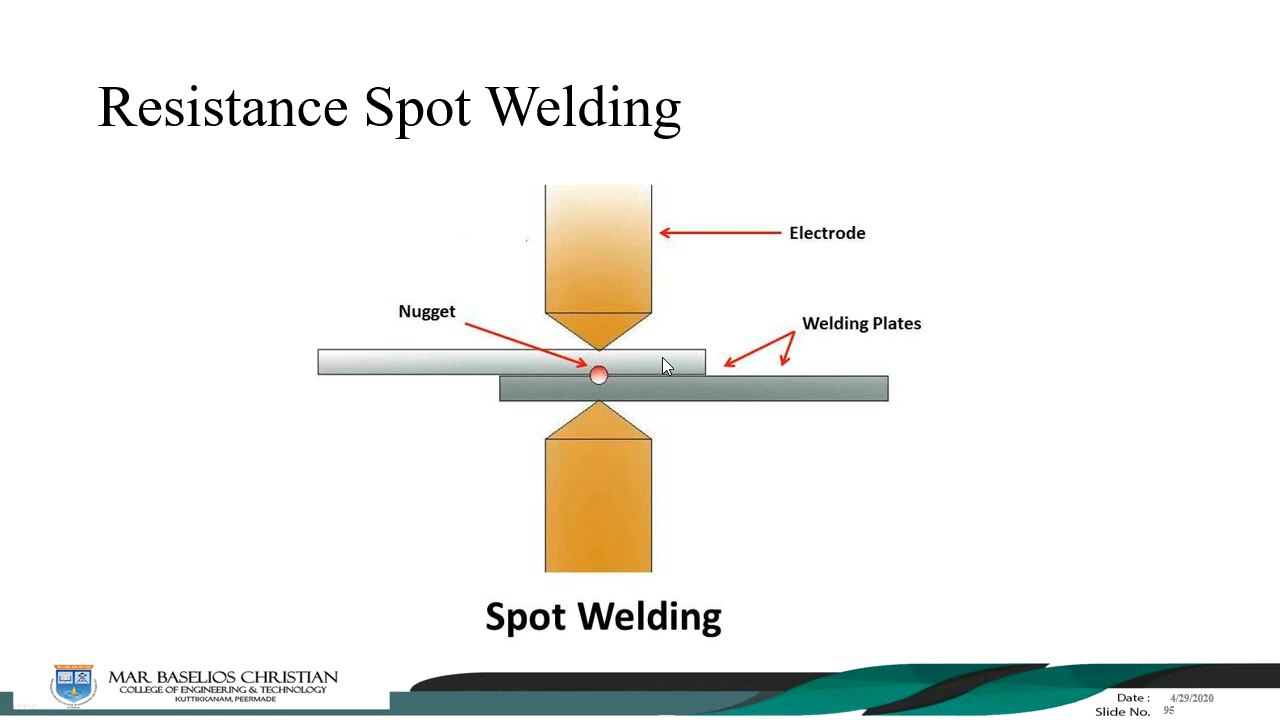 Resistance Spot Welding
Electrode
Nugget
Welding Plates
Spot Welding
MAR BASELIOS CHRISTIAN
COLLEGE OF ENGINEERING & TECHNOLOGY
KUTTIKKANAM, PEERMADE
Date : 4/29/2020
Slide No. 95